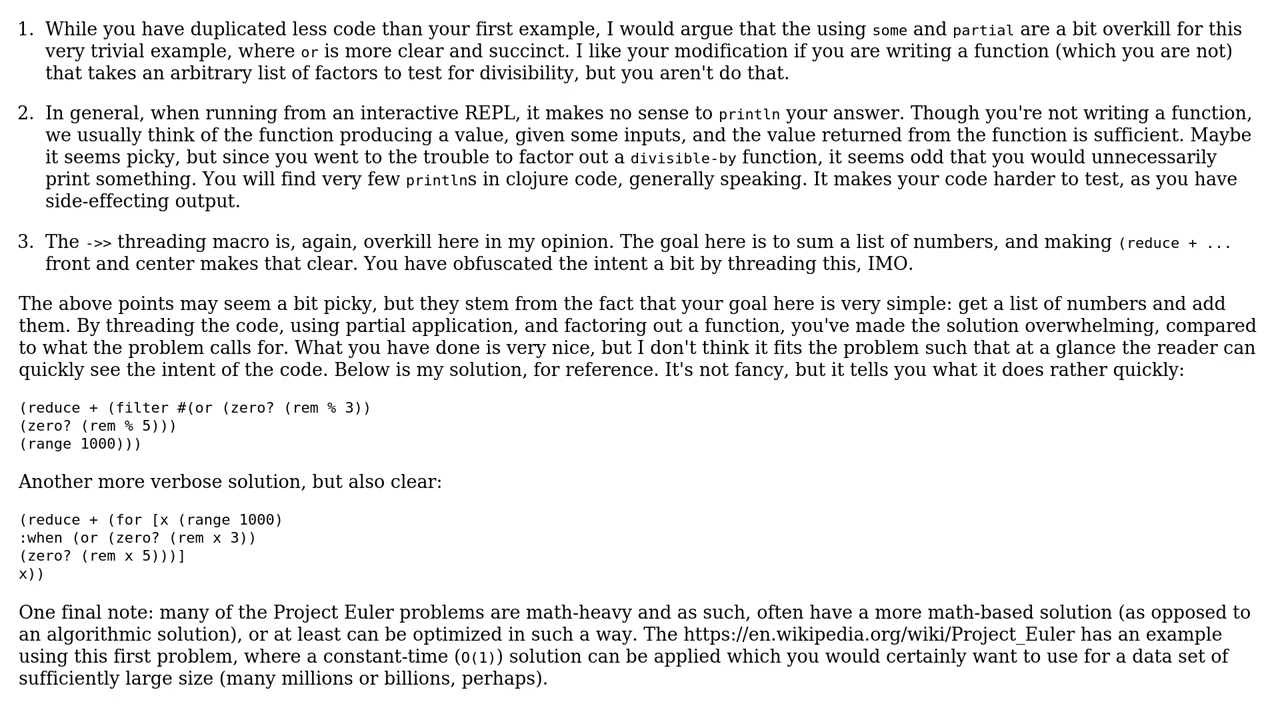 1. While you have duplicated less code than your first example, I would argue that the using some and partial are a bit overkill for this
very trivial example, where or is more clear and succinct. I like your modification if you are writing a function (which you are not)
that takes an arbitrary list of factors to test for divisibility, but you aren't do that.
2. In general, when running from an interactive REPL, it makes no sense to println your answer. Though you're not writing a function,
we usually think of the function producing a value, given some inputs, and the value returned from the function is sufficient. Maybe
it seems picky, but since you went to the trouble to factor out a divisible-by function, it seems odd that you would unnecessarily
print something. You will find very few printlns in clojure code, generally speaking. It makes your code harder to test, as you have
side-effecting output.
3. The ->> threading macro is, again, overkill here in my opinion. The goal here is to sum a list of numbers, and making (reduce + ...
front and center makes that clear. You have obfuscated the intent a bit by threading this, IMO.
The above points may seem a bit picky, but they stem from the fact that your goal here is very simple: get a list of numbers and add
them. By threading the code, using partial application, and factoring out a function, you've made the solution overwhelming, compared
to what the problem calls for. What you have done is very nice, but I don't think it fits the problem such that at a glance the reader can
quickly see the intent of the code. Below is my solution, for reference. It's not fancy, but it tells you what it does rather quickly:
(reduce + (filter #(or (zero? (rem % 3))
(zero? (rem % 5)))
(range 1000)))
Another more verbose solution, but also clear:
(reduce + (for [x (range 1000)
:when (or (zero? (rem x 3))
(zero? (rem x 5)))]
x))
One final note: many of the Project Euler problems are math-heavy and as such, often have a more math-based solution (as opposed to
an algorithmic solution), or at least can be optimized in such a way. The https://en.wikipedia.org/wiki/Project_Euler has an example
using this first problem, where a constant-time (O(1)) solution can be applied which you would certainly want to use for a data set of
sufficiently large size (many millions or billions, perhaps).